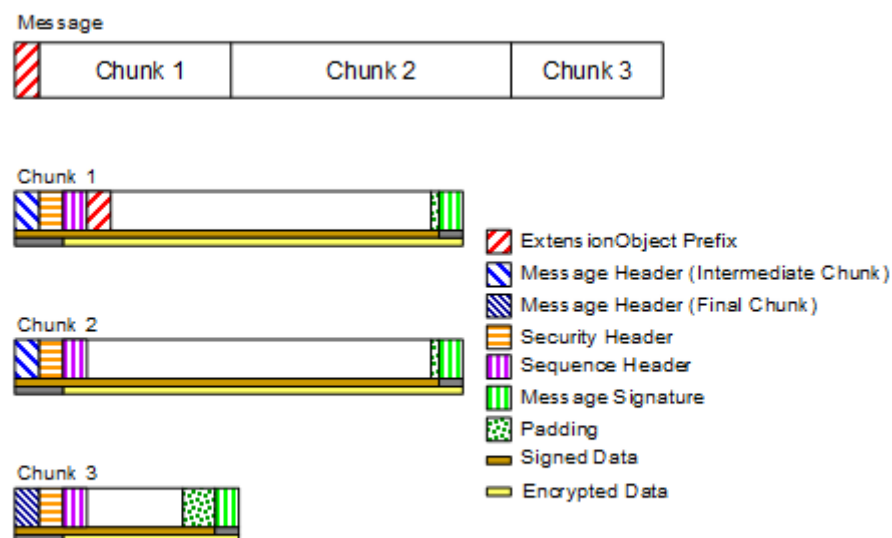 Message
Chunk 1
Chunk 2
Chunk 3
Chunk 1
ExtensionObject Prefix
Message Header (Intermediate Chunk)
Message Header (Final Chunk)
Chunk 2
Security Header
Sequence Header
Message Signature
Padding
Signed Data
Chunk 3
Encrypted Data